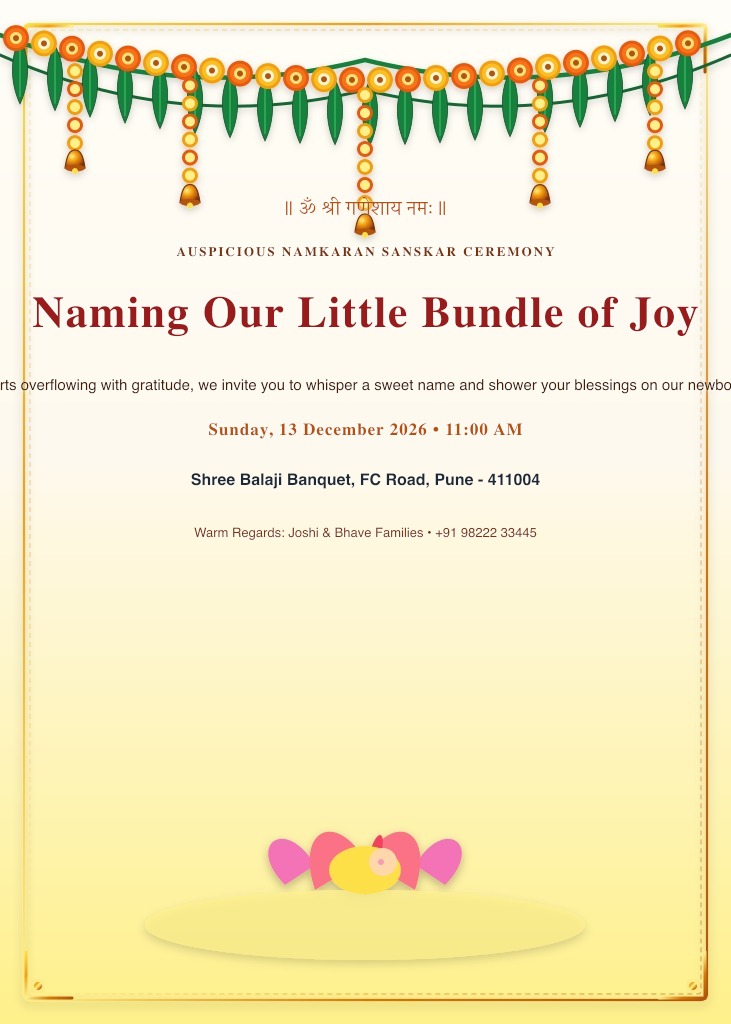 ॥ ॐ श्री गणेशाय नमः ॥
AUSPICIOUS NAMKARAN SANSKAR CEREMONY
Naming Our Little Bundle of Joy
overflowing with gratitude, we invite you to whisper a sweet name and shower your blessings on our
Sunday, 13 December 2026 • 11:00 AM
Shree Balaji Banquet, FC Road, Pune - 411004
Warm Regards: Joshi & Bhave Families • +91 98222 33445